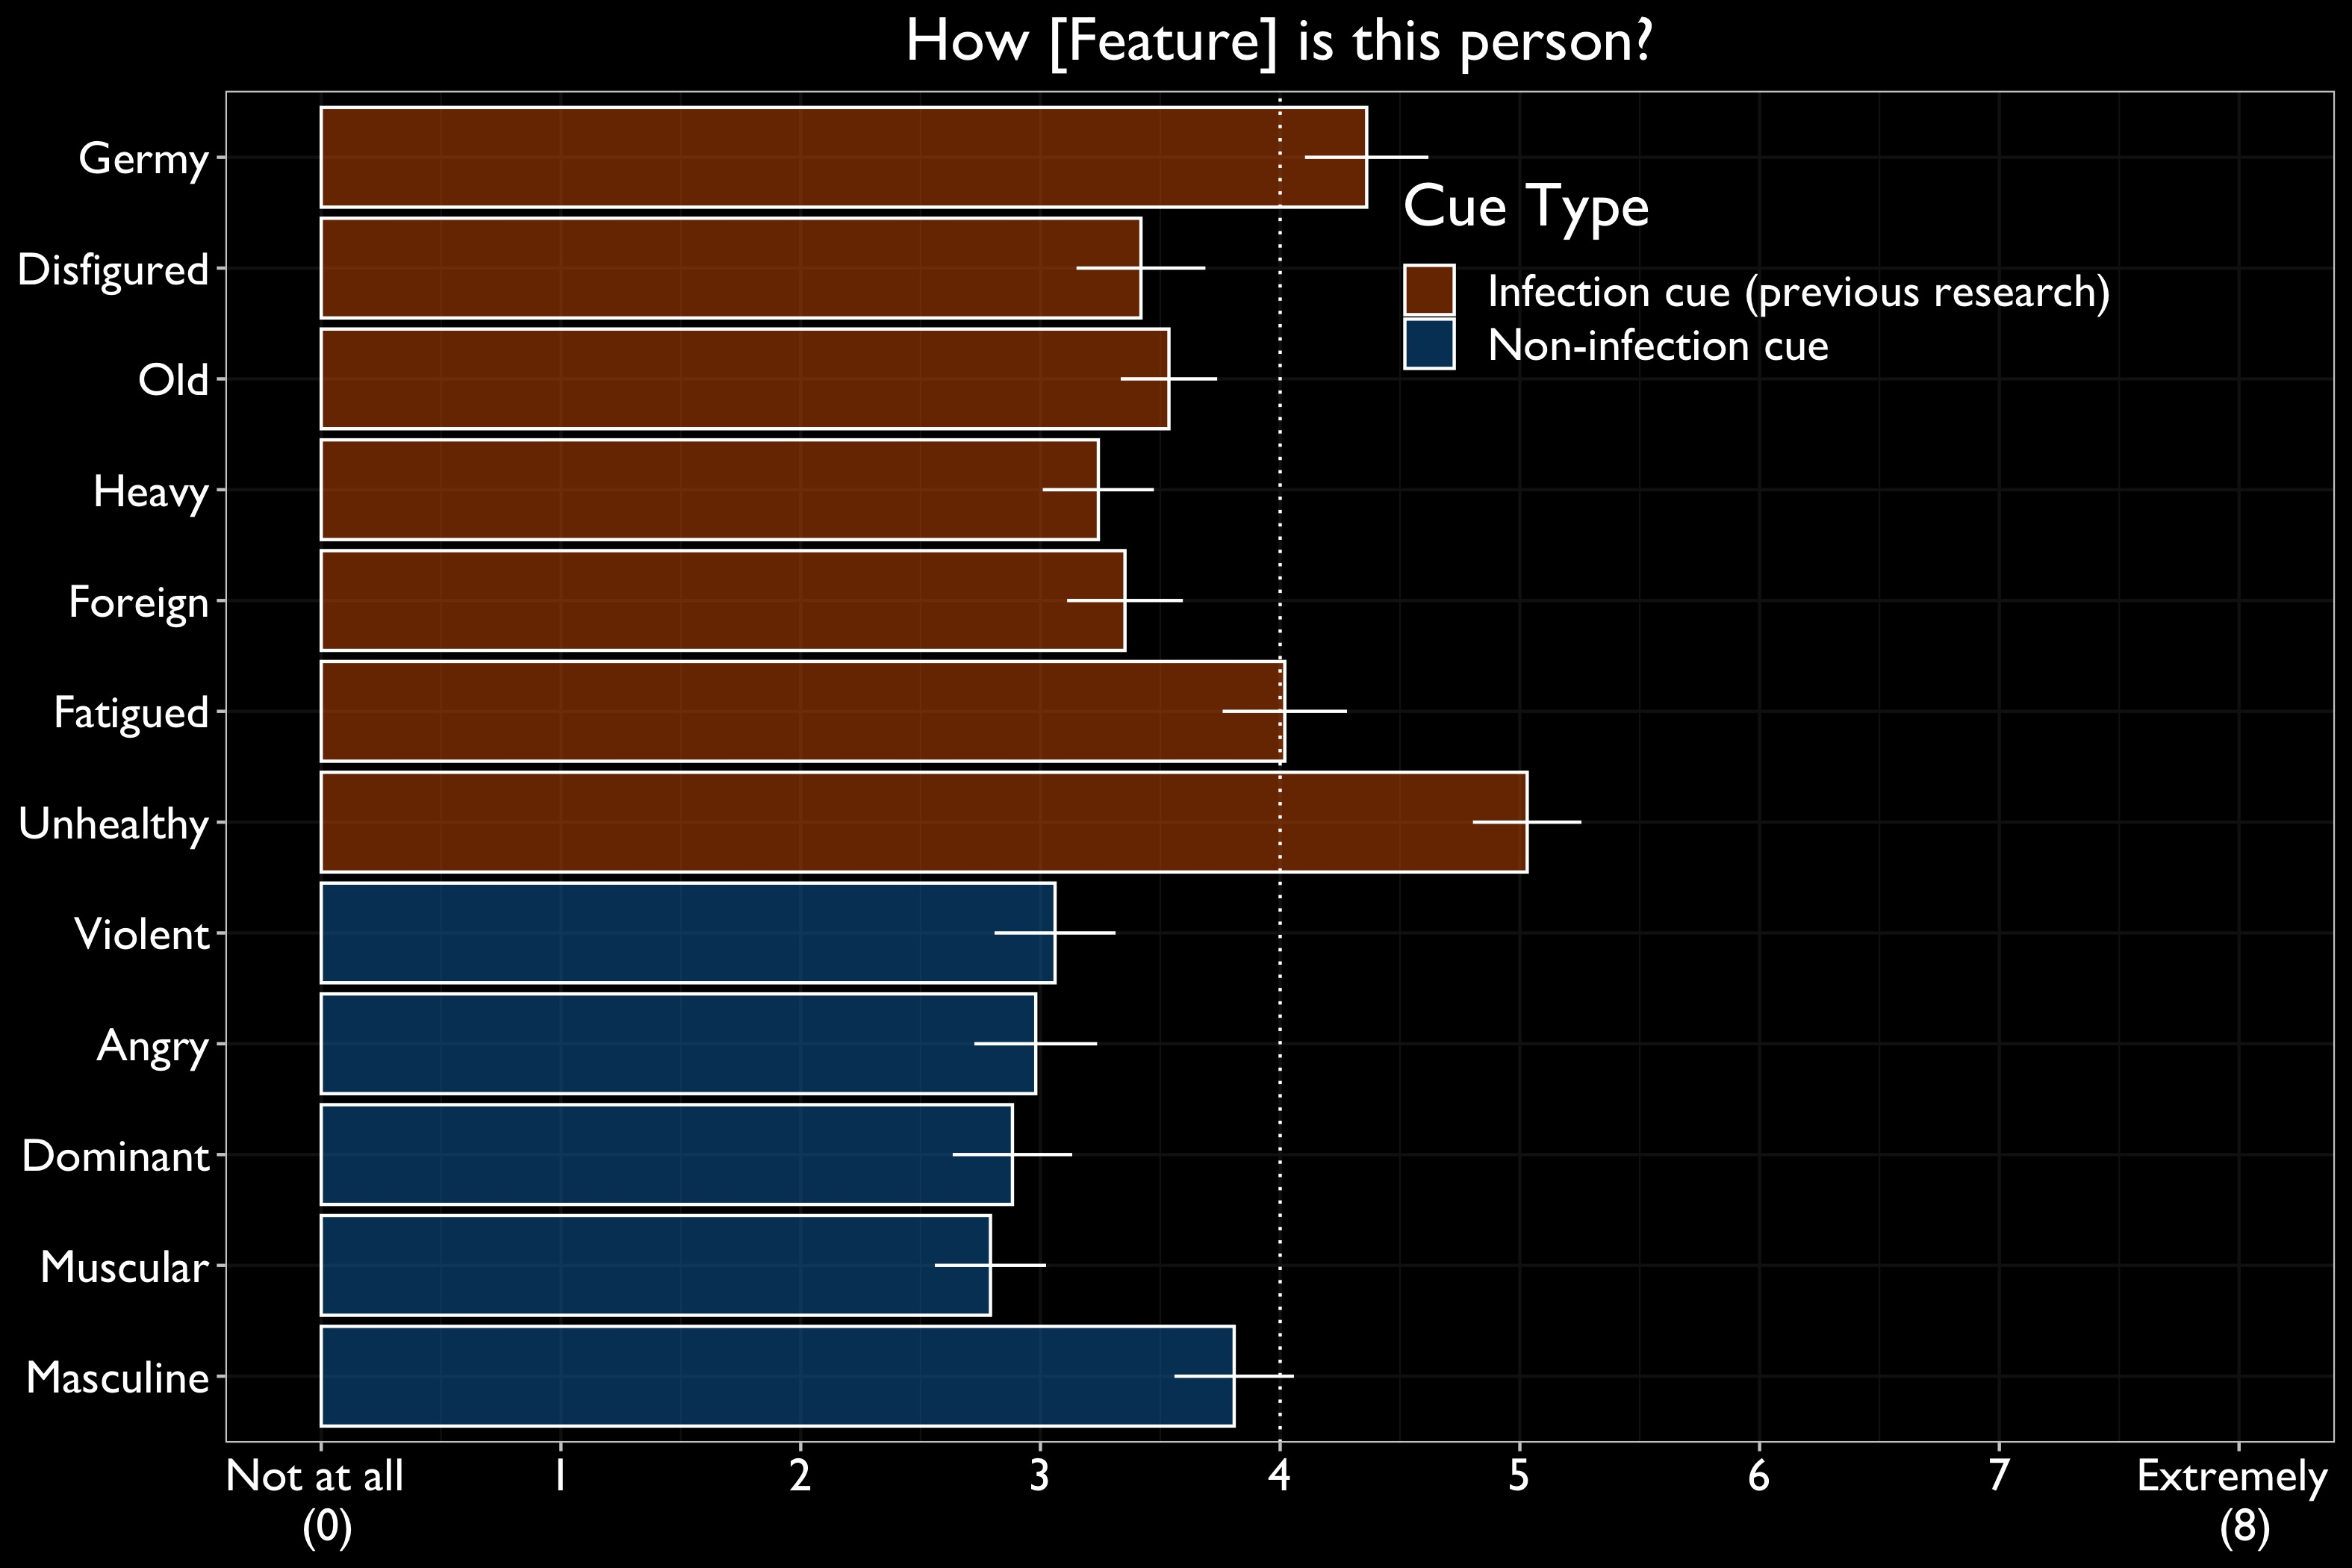 How [Feature] is this person?
Germy
Disfigured
Old
Heavy
Foreign
Fatigued
Unhealthy
Violent
Angry
Dominant
Muscular
Masculine
Cue Type
Infection cue (previous research)
Non-infection cue
Not at all 1 2 3 4 5 6 7 Extremely
(0) (8)